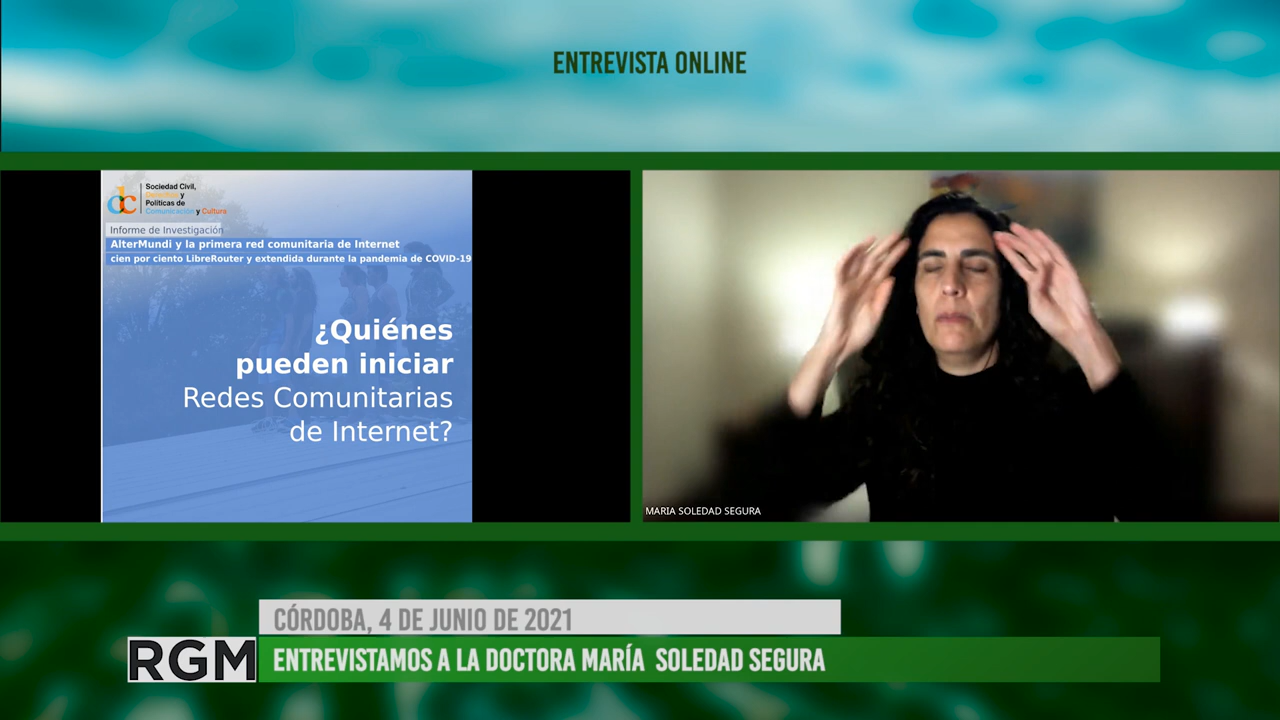 ENTREVISTA ONLINE
dc
Sociedad Civil,
Derechos y
Políticas de
Comunicación y Cultura
Informe de Investigación
AlterMundi y la primera red comunitaria de Internet
cien por ciento LibreRouter y extendida durante la pandemia de COVID-19
¿Quiénes
pueden iniciar
Redes Comunitarias
de Internet?
MARIA SOLEDAD SEGURA
CÓRDOBA, 4 DE JUNIO DE 2021
RGM
ENTREVISTAMOS A LA DOCTORA MARÍA SOLEDAD SEGURA